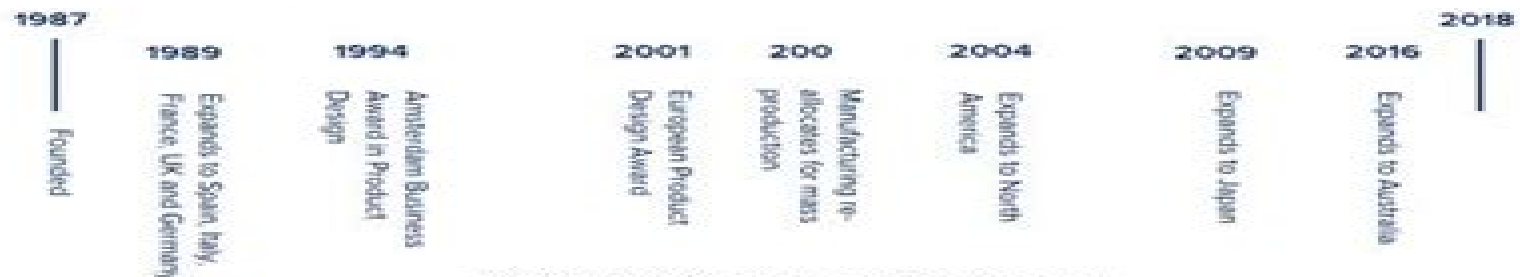 1987
Founded
1989
Expands to Spain, Italy,
France, UK and Germany
1994
Amsterdam Business
Award in Product
Design
2001
European Product
Design Award
200
Manufacturing re-
allocates for mass
production
2004
Expands to North
America
2009
Expands to Japan
2016
Expands to Australia
2018